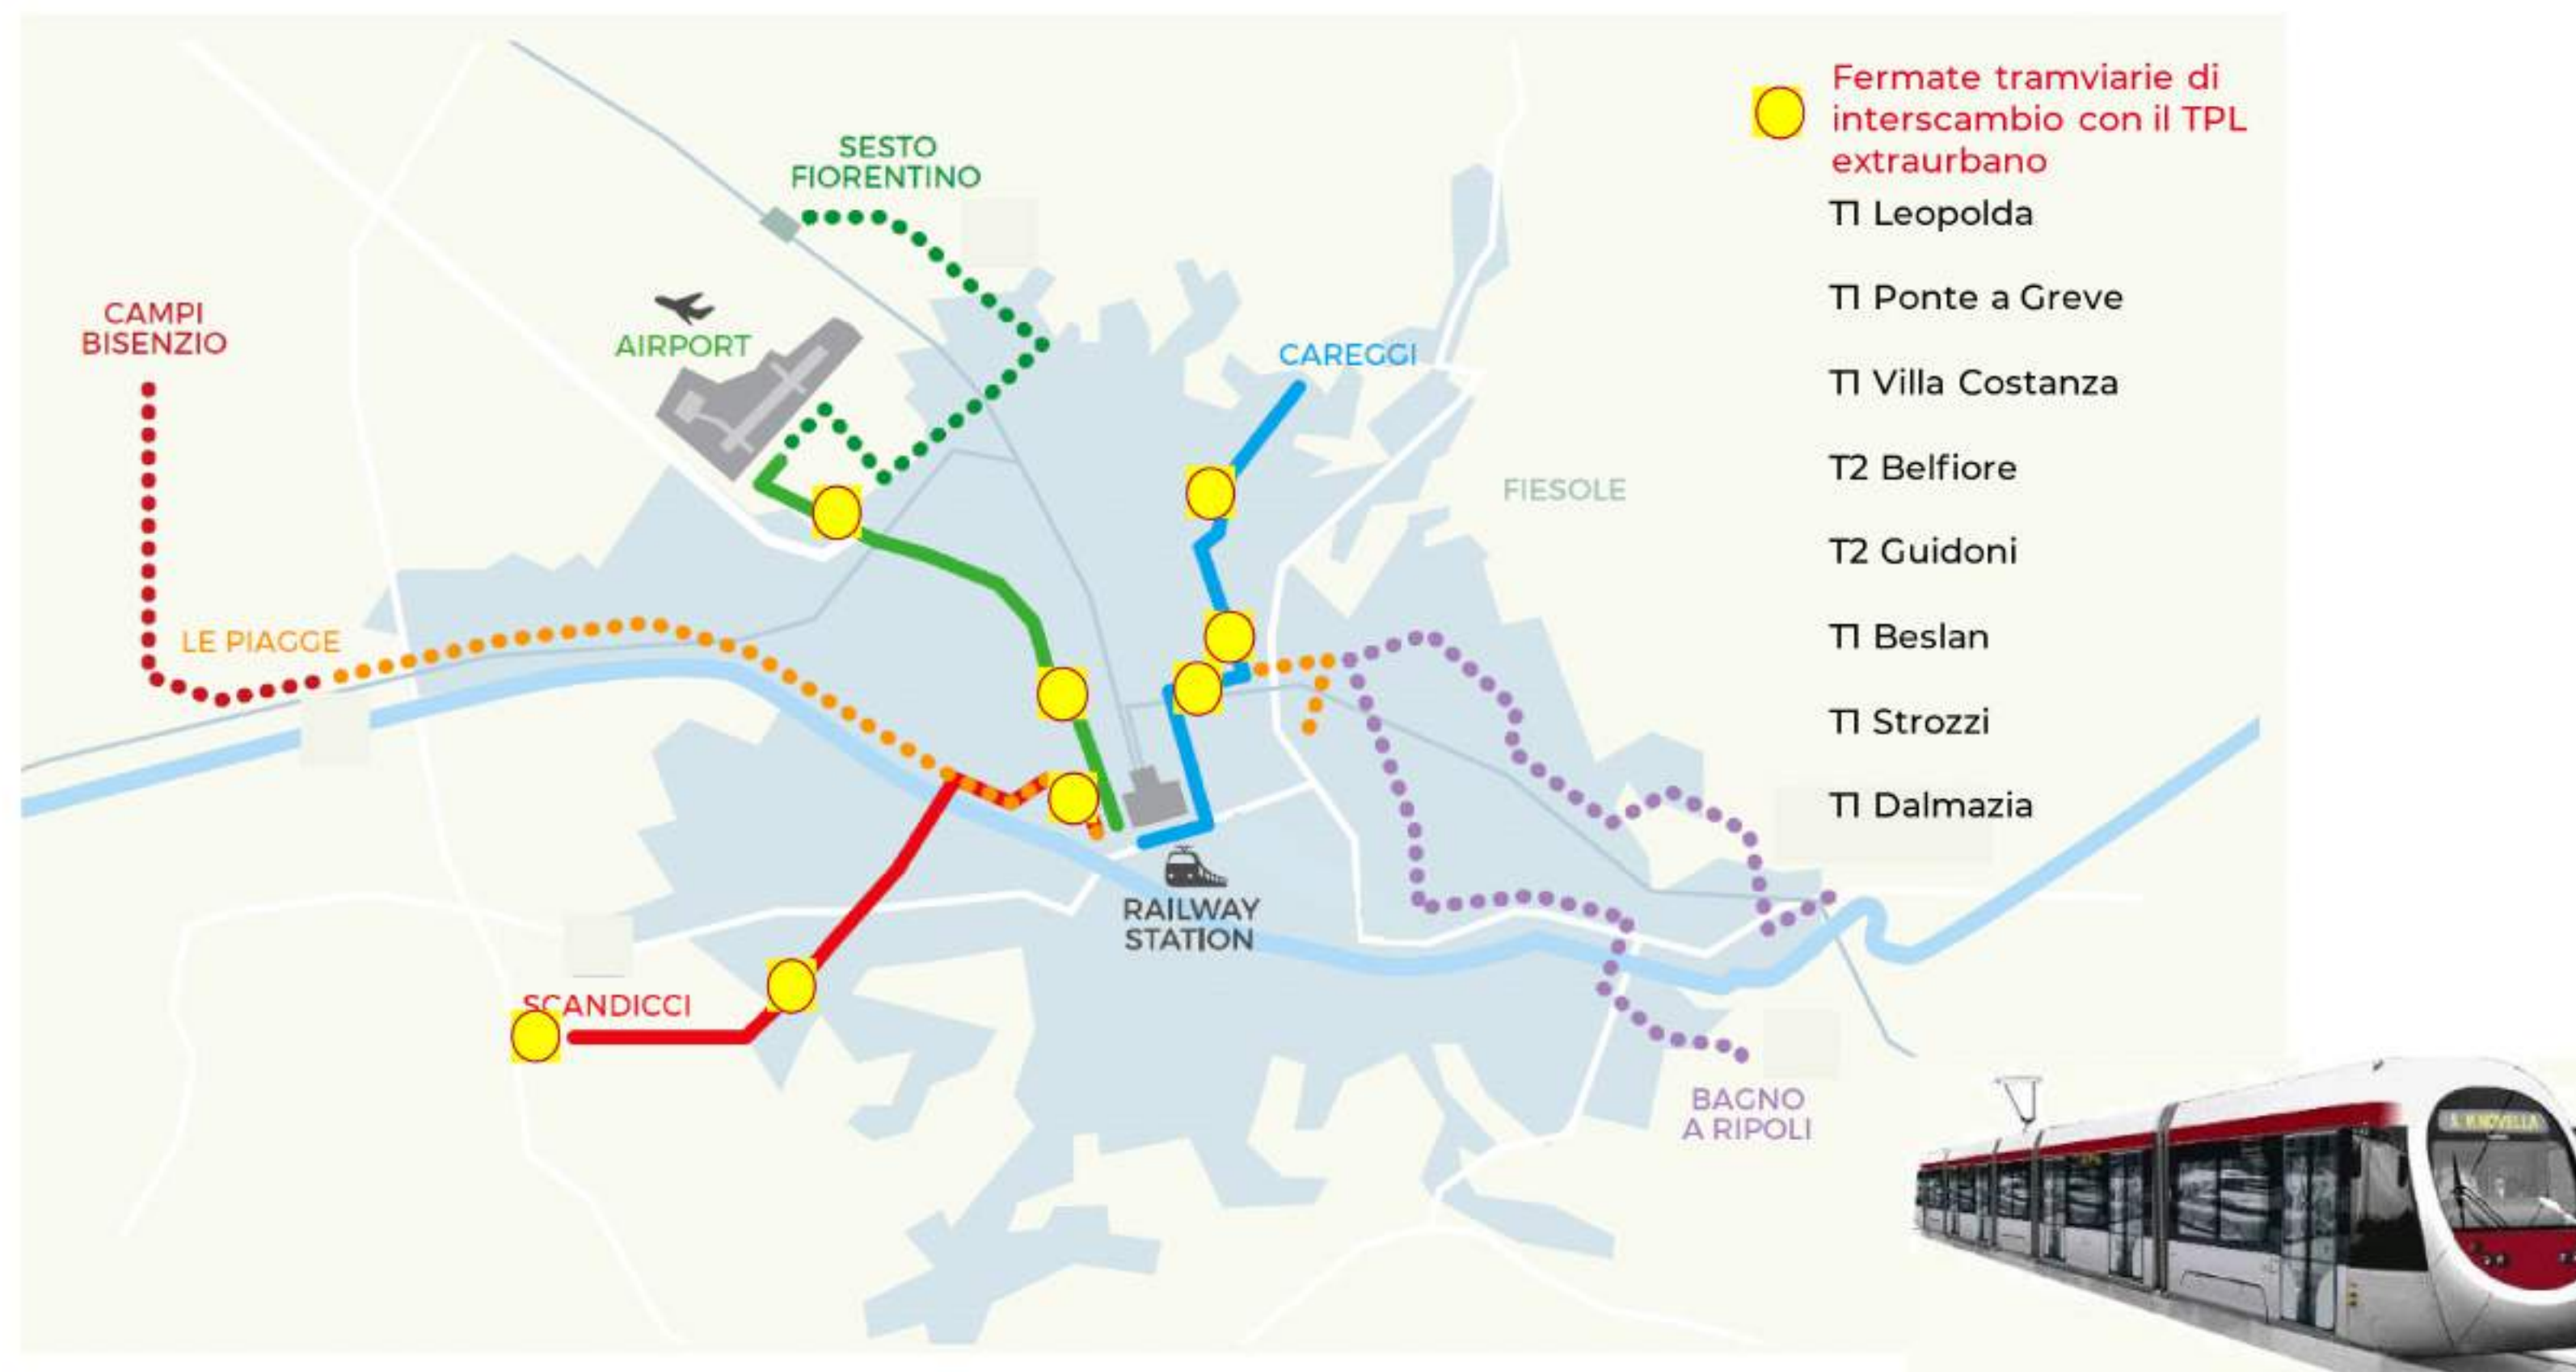 Fermate tramviarie di
interscambio con il TPL
extraurbano
T1 Leopolda
T1 Ponte a Greve
T1 Villa Costanza
T2 Belfiore
T2 Guidoni
T1 Beslan
T1 Strozzi
T1 Dalmazia
SESTO
FIORENTINO
CAMPI
BISENZIO
AIRPORT
CAREGGI
FIESOLE
LE PIAGGE
RAILWAY
STATION
SCANDICCI
BAGNO
A RIPOLI
S. M.NOVELLA